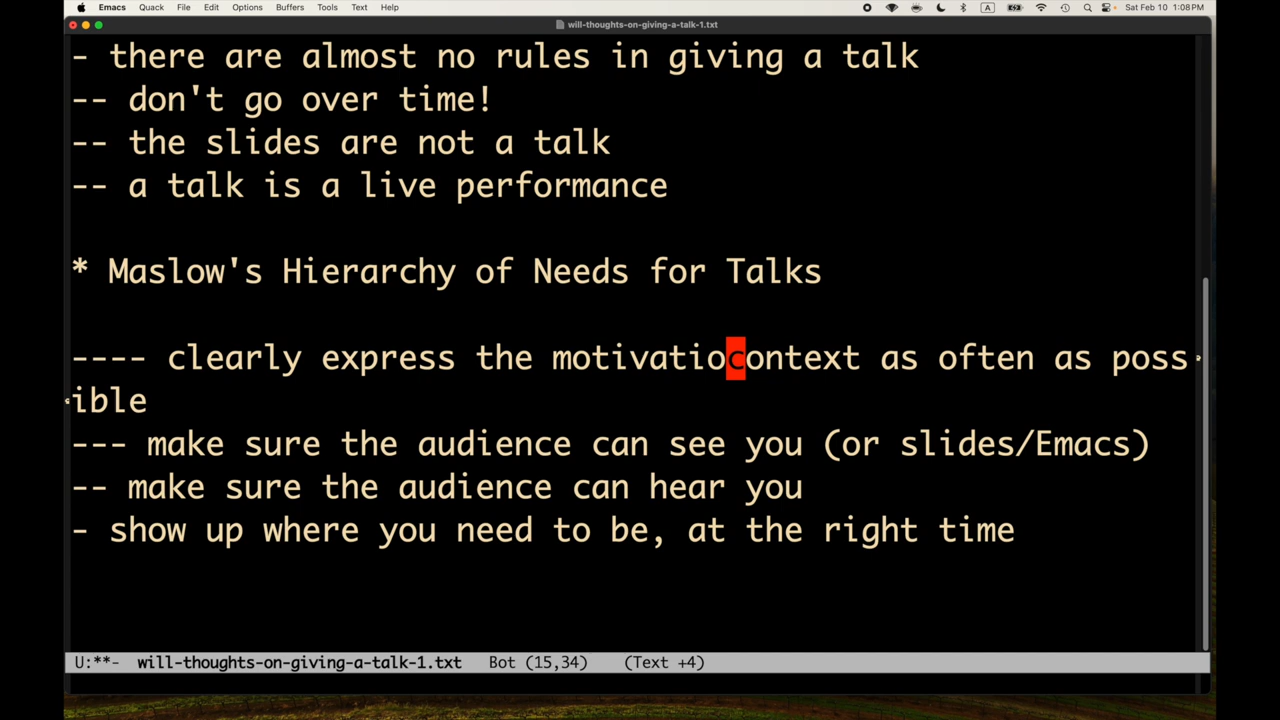 Emacs Quack File Edit Options Buffers Tools Text Help A Sat Feb 10 1:08 PM
will-thoughts-on-giving-a-talk-1.txt
- there are almost no rules in giving a talk
-- don't go over time!
-- the slides are not a talk
-- a talk is a live performance
* Maslow's Hierarchy of Needs for Talks
---- clearly express the motivatiocontext as often as poss
ible
--- make sure the audience can see you (or slides/Emacs)
-- make sure the audience can hear you
- show up where you need to be, at the right time
U:**- will-thoughts-on-giving-a-talk-1.txt Bot (15,34) (Text +4)